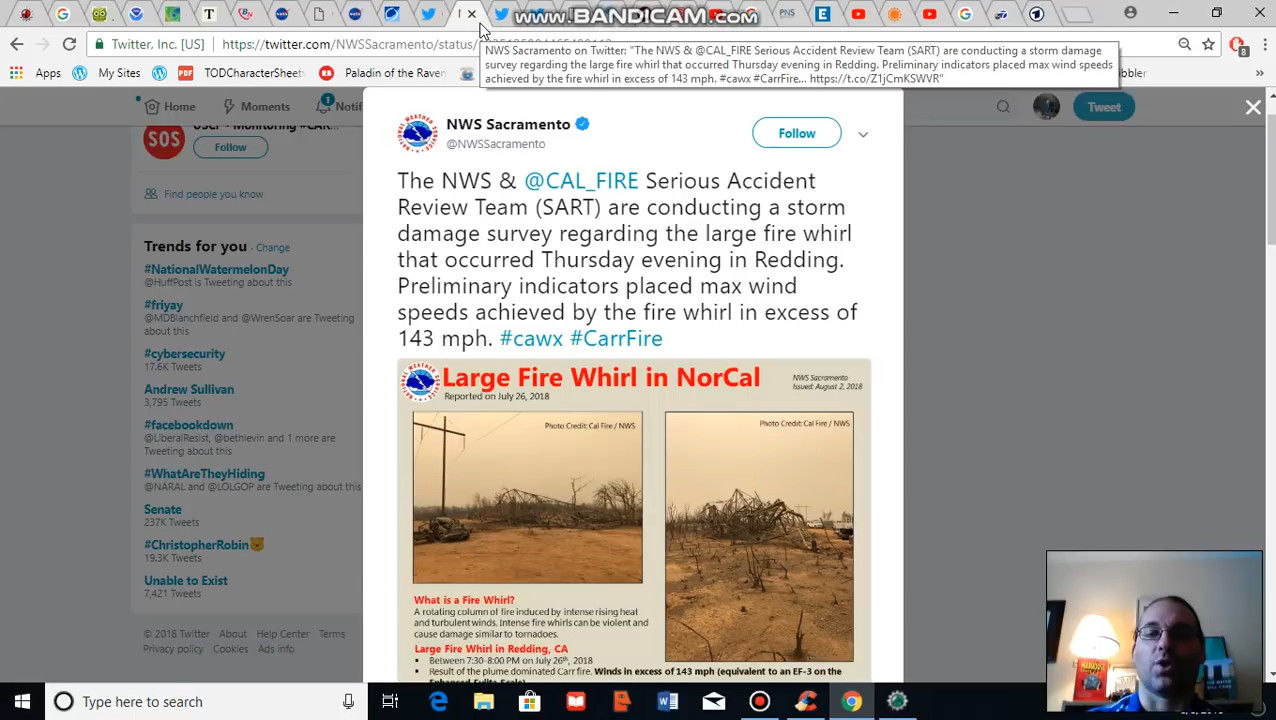 www.BANDICAM.com
PNS
Twitter, Inc. [US]
https://twitter.com/NWSSacramento/status/
NWS Sacramento on Twitter: "The NWS & @CAL_FIRE Serious Accident Review Team (SART) are conducting a storm
damage survey regarding the large fire whirl that occurred Thursday evening in Redding. Preliminary indicators placed max wind speeds
achieved by the fire whirl in excess of 143 mph. #cawx #CarrFire... https://t.co/Z1jCmKSWVR"
Apps
TODCharacterSheet.p
My Passwords
Paladin of the Raven
Home
Moments
Notifi
Tweet
SOS
Follow
Find people you know
Trends for you · Change
#NationalWatermelonDay
@HuffPost is Tweeting about this
#friyay
@MDBlanchfield and @WrenSoar are Tweeting
about this
#cybersecurity
17.6K Tweets
Andrew Sullivan
3,795 Tweets
#facebookdown
@LiberalResist, @bethlevin and 1 more are
Tweeting about this
#WhatAreTheyHiding
@NARAL and @LOLGOP are Tweeting about this
Senate
237K Tweets
#ChristopherRobin
19.3K Tweets
Unable to Exist
7,421 Tweets
© 2018 Twitter About Help Center Terms
Privacy policy Cookies Ads info
NWS Sacramento
@NWSSacramento
Follow
The NWS & @CAL_FIRE Serious Accident
Review Team (SART) are conducting a storm
damage survey regarding the large fire whirl
that occurred Thursday evening in Redding.
Preliminary indicators placed max wind
speeds achieved by the fire whirl in excess of
143 mph. #cawx #CarrFire
Large Fire Whirl in NorCal
NWS Sacramento
Issued: August 2, 2018
Reported on July 26, 2018
Photo Credit: Cal Fire / NWS
Photo Credit: Cal Fire / NWS
What is a Fire Whirl?
A rotating column of fire induced by intense rising heat
and turbulent winds. Intense fire whirls can be violent and
cause damage similar to tornadoes.
Large Fire Whirl in Redding, CA
Between 7:30-8:00 PM on July 26th, 2018
Result of the plume dominated Carr fire. Winds in excess of 143 mph (equivalent to an EF-3 on the
Enhanced Fujita Scale)
Type here to search